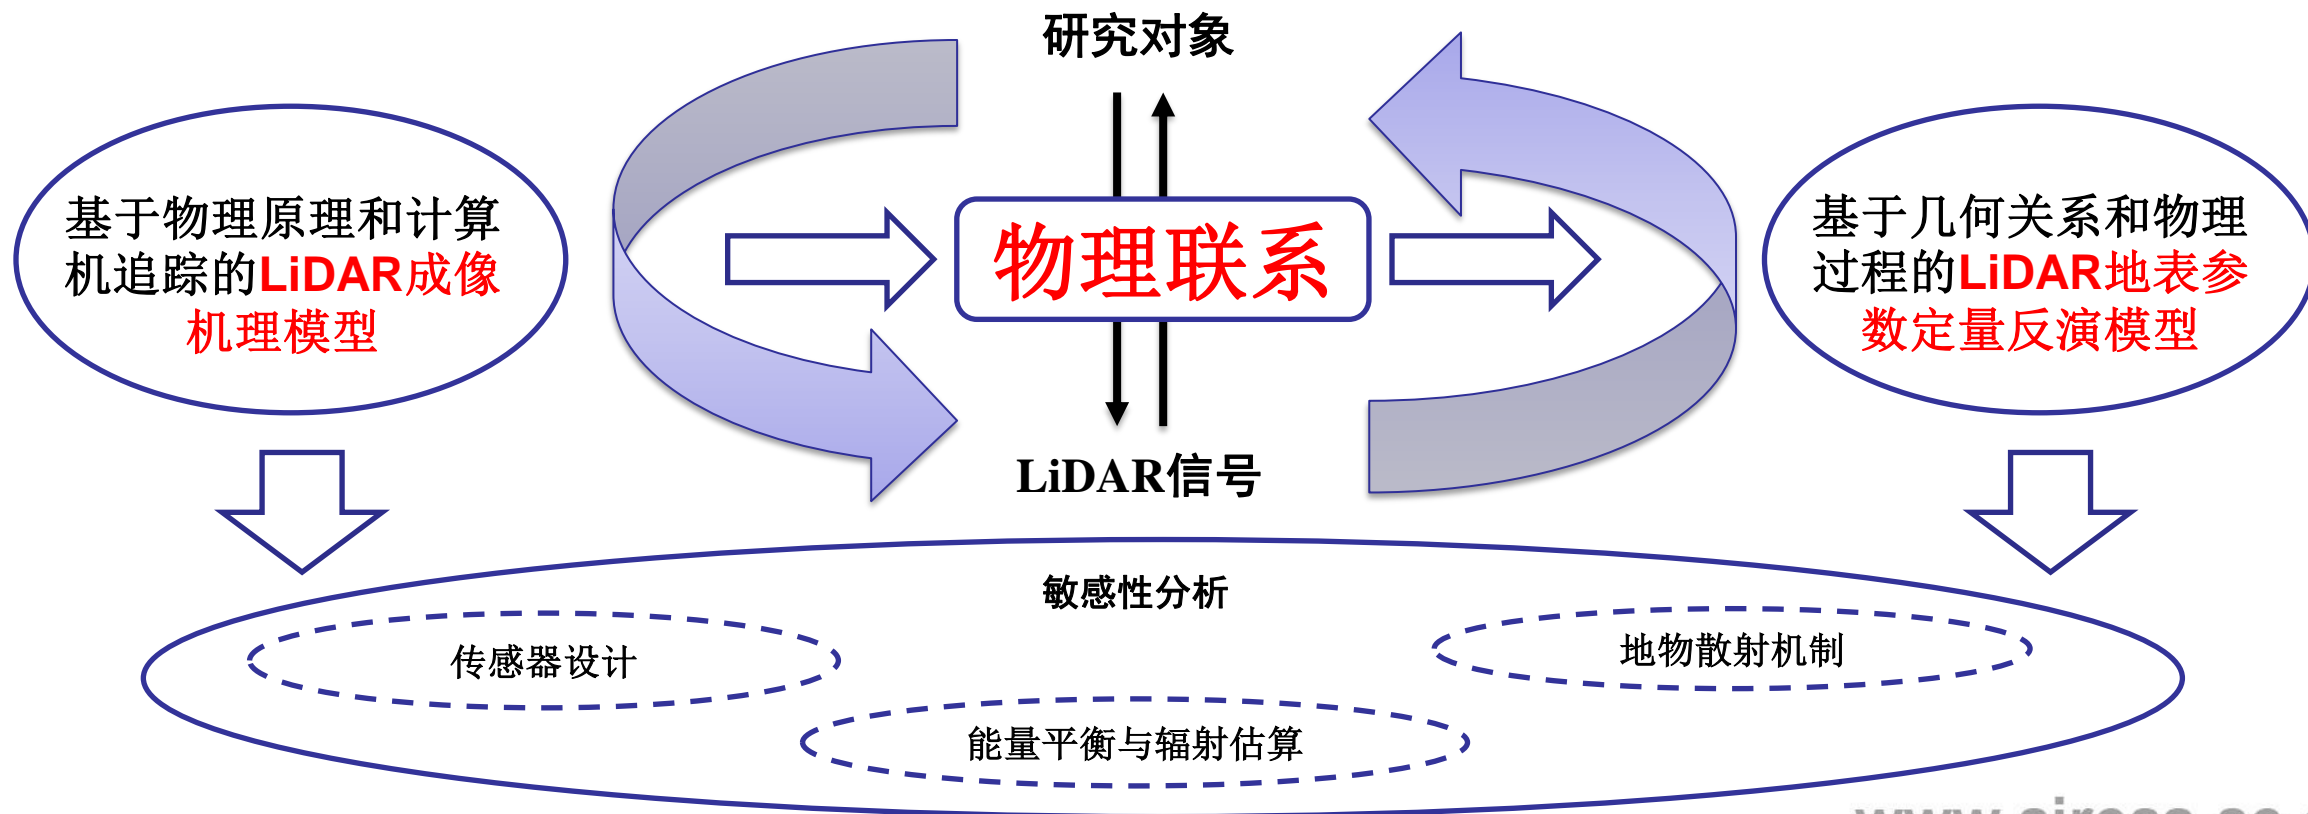 研究对象
基于物理原理和计算
机追踪的LiDAR成像
机理模型
物理联系
基于几何关系和物理
过程的LiDAR地表参
数定量反演模型
LiDAR信号
敏感性分析
传感器设计
地物散射机制
能量平衡与辐射估算